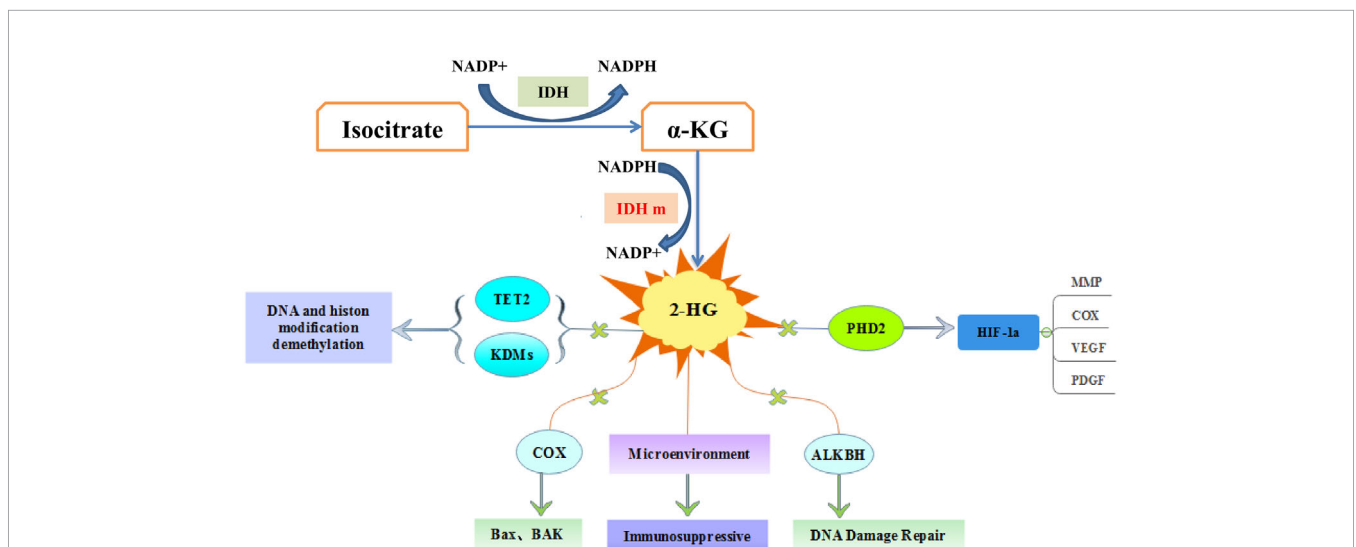 NADP+
NADPH
IDH
Isocitrate
α-KG
NADPH
IDH m
NADP+
2-HG
TET2
KDMs
DNA and histon
modification
demethylation
PHD2
HIF-1a
MMP
COX
VEGF
PDGF
COX
Microenvironment
ALKBH
Bax、BAK
Immunosuppressive
DNA Damage Repair